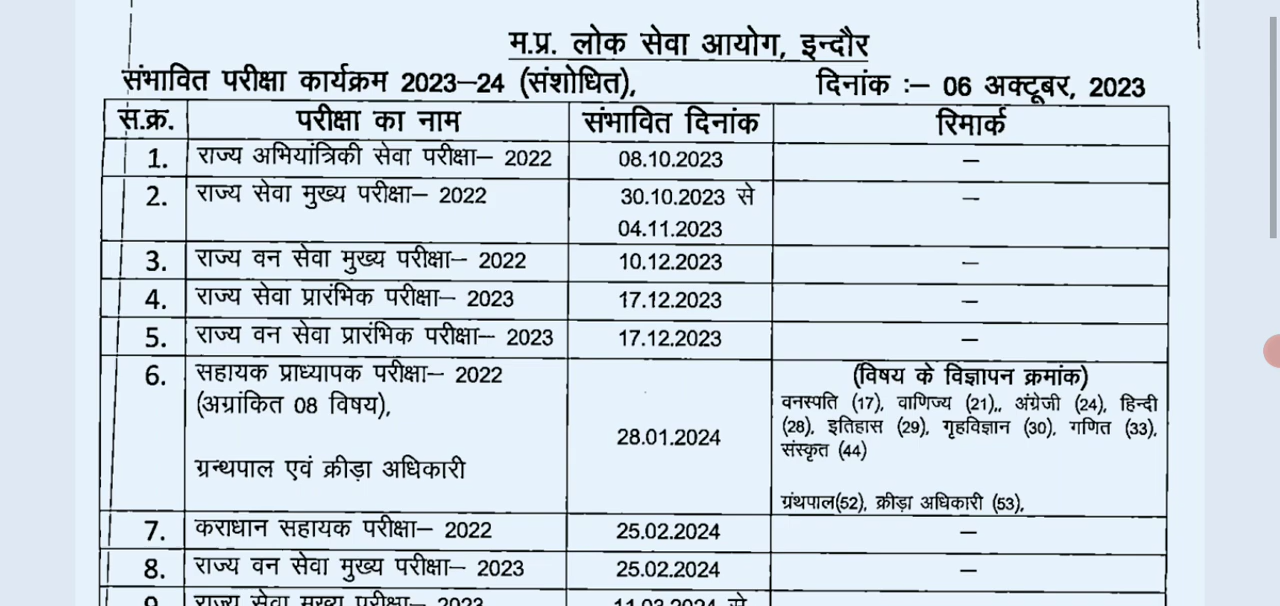 म.प्र. लोक सेवा आयोग, इन्दौर
संभावित परीक्षा कार्यक्रम 2023–24 (संशोधित), दिनांक :– 06 अक्टूबर, 2023
स.क्र. परीक्षा का नाम संभावित दिनांक रिमार्क
1. राज्य अभियांत्रिकी सेवा परीक्षा– 2022 08.10.2023 –
2. राज्य सेवा मुख्य परीक्षा– 2022 30.10.2023 से –
04.11.2023
3. राज्य वन सेवा मुख्य परीक्षा– 2022 10.12.2023 –
4. राज्य सेवा प्रारंभिक परीक्षा– 2023 17.12.2023 –
5. राज्य वन सेवा प्रारंभिक परीक्षा– 2023 17.12.2023 –
6. सहायक प्राध्यापक परीक्षा– 2022
(अग्रांकित 08 विषय),
ग्रन्थपाल एवं क्रीड़ा अधिकारी
28.01.2024
(विषय के विज्ञापन क्रमांक)
वनस्पति (17), वाणिज्य (21),, अंग्रेजी (24), हिन्दी
(28), इतिहास (29), गृहविज्ञान (30), गणित (33),
संस्कृत (44)
ग्रंथपाल(52), क्रीड़ा अधिकारी (53),
7. कराधान सहायक परीक्षा– 2022 25.02.2024 –
8. राज्य वन सेवा मुख्य परीक्षा– 2023 25.02.2024 –
9. राज्य सेवा मुख्य परीक्षा– 2023 11.03.2024 से